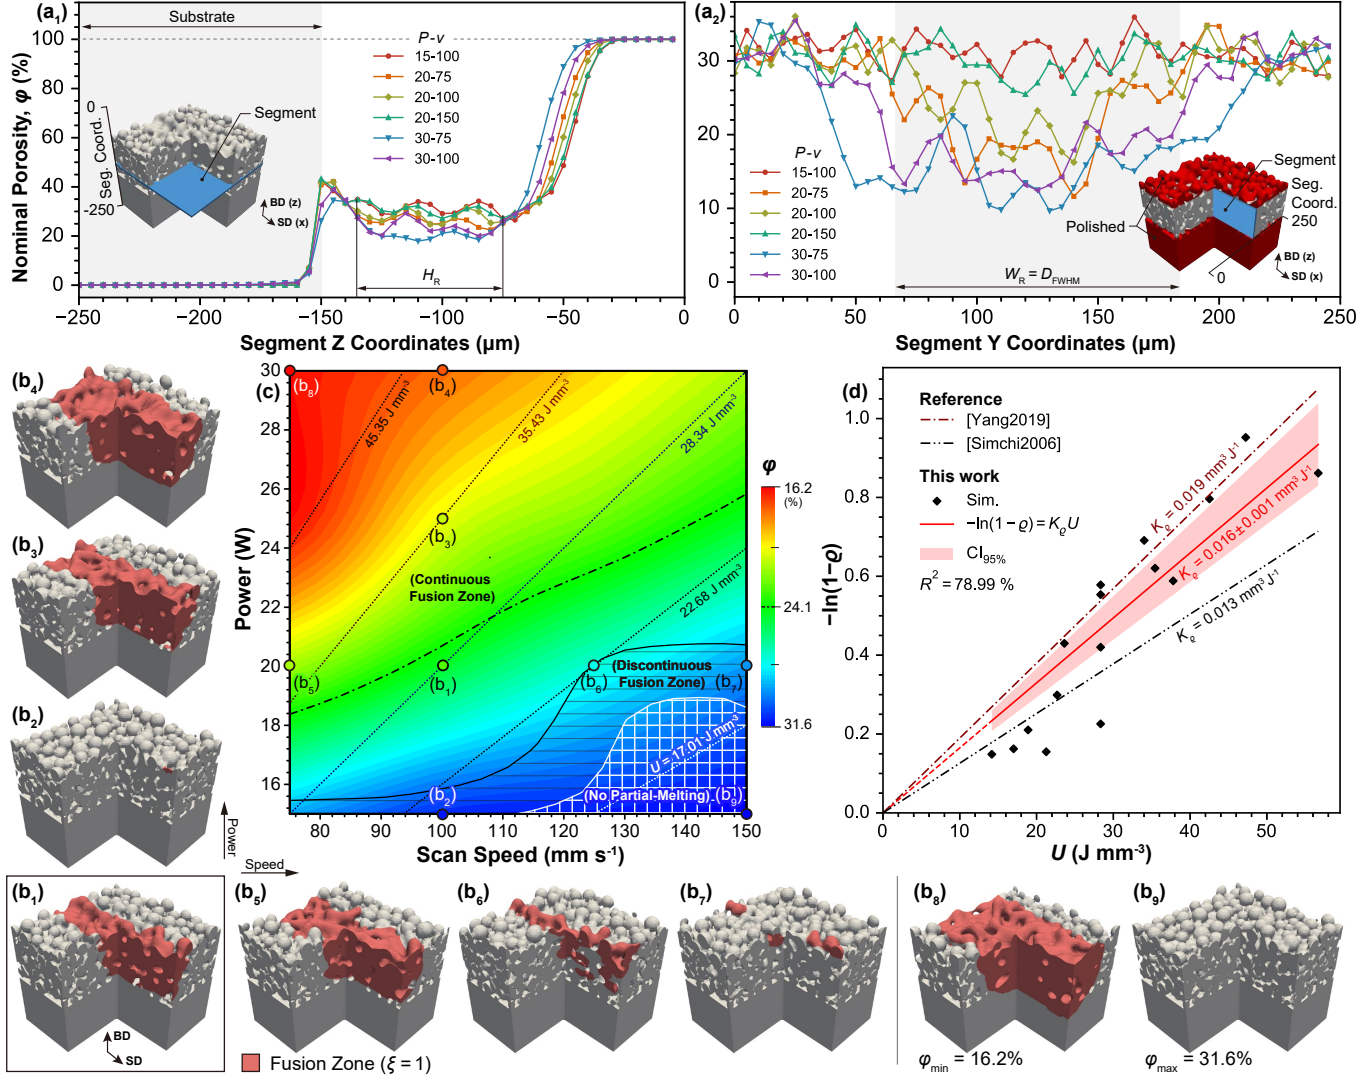 (a₁)
Substrate
Nominal Porosity, φ (%)
100
80
60
40
20
0
P-v
15-100
20-75
20-100
20-150
30-75
30-100
Segment
0
Seg. Coord.
-250
BD (z)
SD (x)
H_R
−250 −200 −150 −100 −50 0
Segment Z Coordinates (μm)
(a₂)
30
20
10
0
P-v
15-100
20-75
20-100
20-150
30-75
30-100
Segment
Seg.
Coord.
250
Polished
0
BD (z)
SD (x)
W_R = D_FWHM
0 50 100 150 200 250
Segment Y Coordinates (μm)
(b₄)
(b₃)
(b₂)
Power
Speed
(c)
Power (W)
30
28
26
24
22
20
18
16
(b₈)
(b₄)
(b₃)
(b₅)
(b₁)
(b₆)
(b₇)
(b₂)
(b₉)
45.35 J mm⁻³
35.43 J mm⁻³
28.34 J mm⁻³
22.68 J mm⁻³
U = 17.01 J mm⁻³
(Continuous
Fusion Zone)
(Discontinuous
Fusion Zone)
(No Partial-Melting)
80 90 100 110 120 130 140 150
Scan Speed (mm s⁻¹)
φ
16.2
(%)
24.1
31.6
(d)
−ln(1−ϱ)
1.0
0.8
0.6
0.4
0.2
0.0
Reference
[Yang2019]
[Simchi2006]
This work
Sim.
−ln(1 − ϱ) = K_ϱ U
CI₉₅%
R² = 78.99 %
K_ϱ = 0.019 mm³ J⁻¹
K_ϱ = 0.016±0.001 mm³ J⁻¹
K_ϱ = 0.013 mm³ J⁻¹
0 10 20 30 40 50
U (J mm⁻³)
(b₁)
BD
SD
(b₅)
(b₆)
(b₇)
(b₈)
(b₉)
Fusion Zone (ξ = 1)
φ_min = 16.2%
φ_max = 31.6%